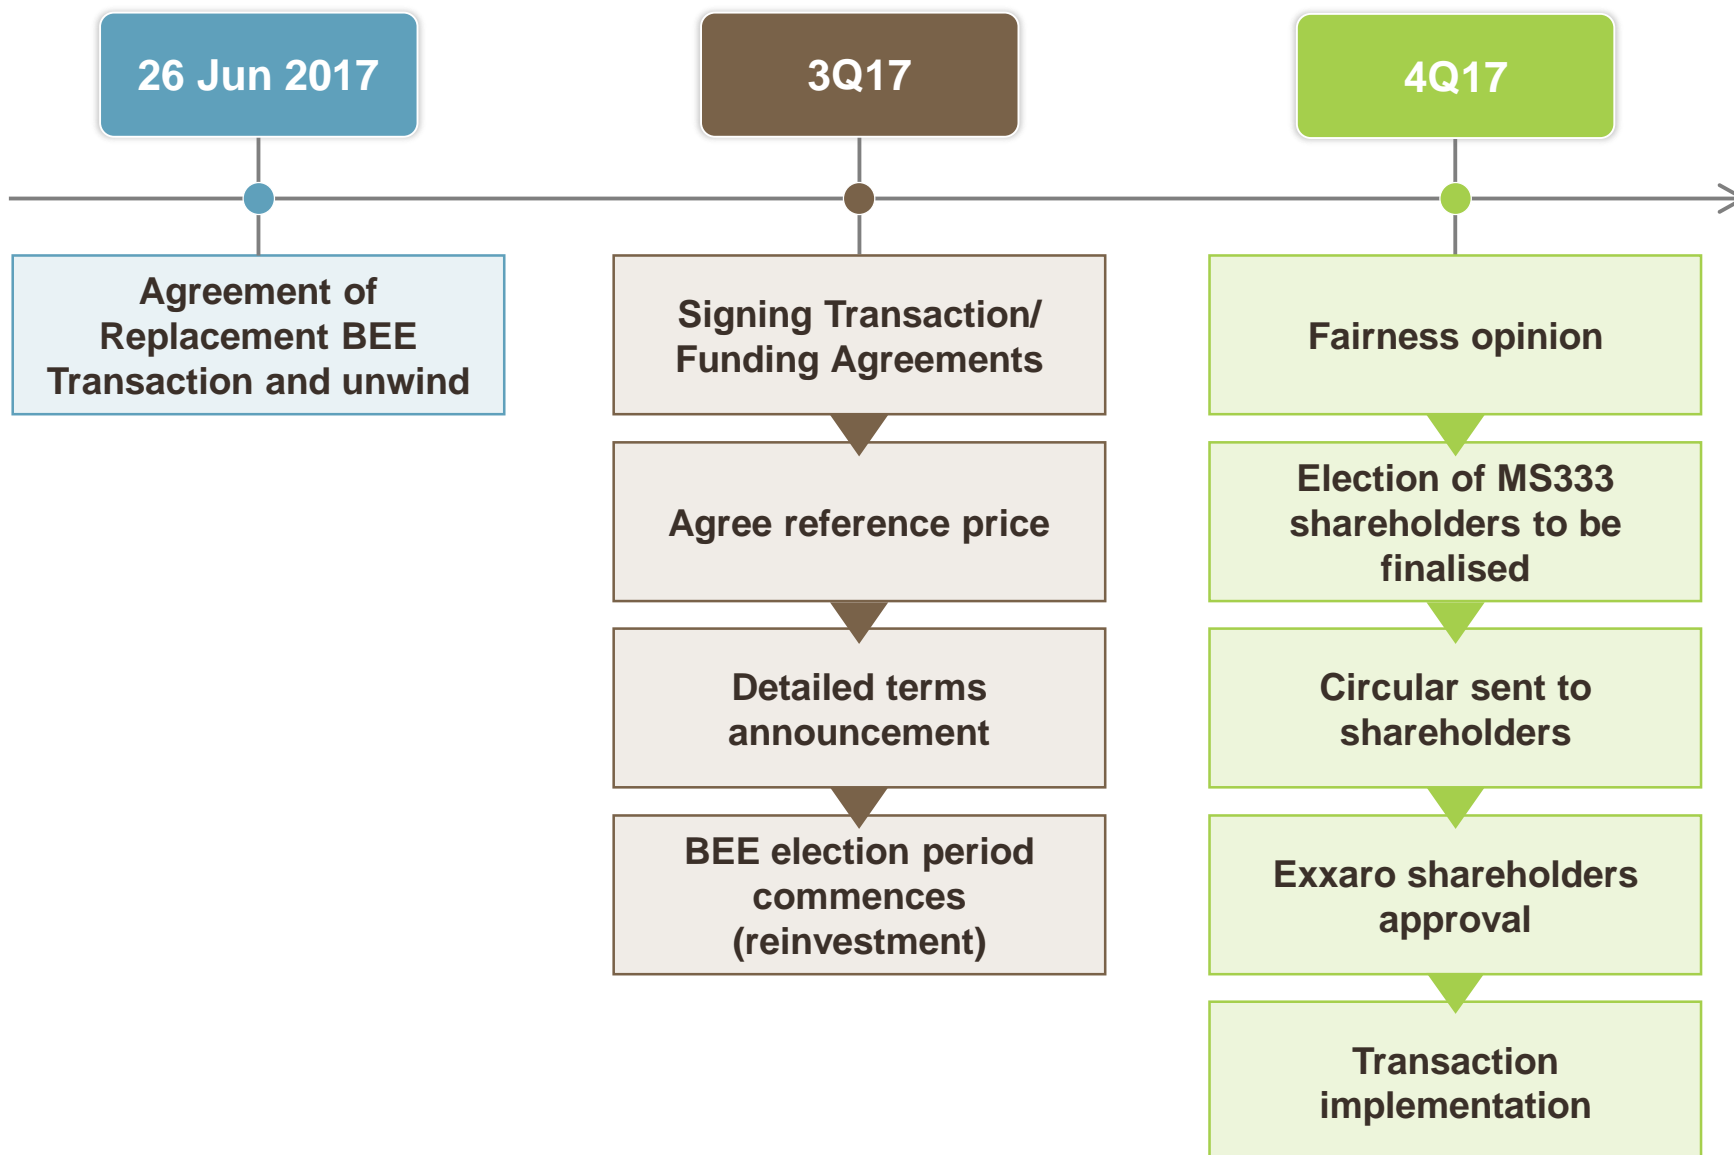 26 Jun 2017
3Q17
4Q17
Agreement of
Replacement BEE
Transaction and unwind
Signing Transaction/
Funding Agreements
Agree reference price
Detailed terms
announcement
BEE election period
commences
(reinvestment)
Fairness opinion
Election of MS333
shareholders to be
finalised
Circular sent to
shareholders
Exxaro shareholders
approval
Transaction
implementation